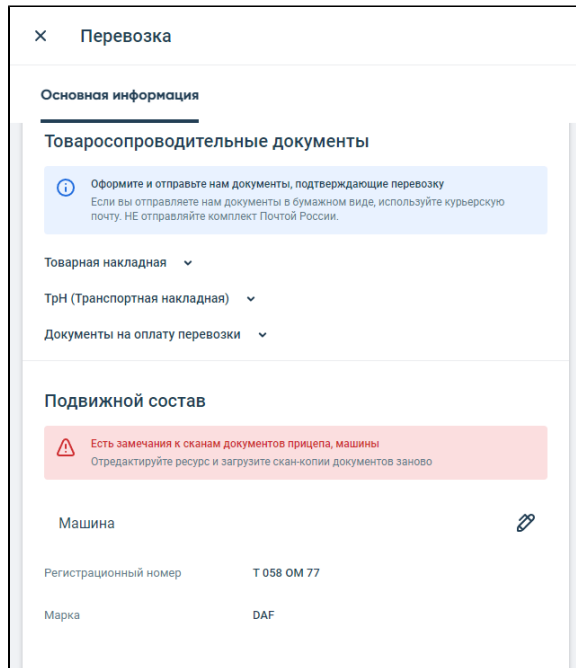 Перевозка
Основная информация
Товаросопроводительные документы
Оформите и отправьте нам документы, подтверждающие перевозку
Если вы отправляете нам документы в бумажном виде, используйте курьерскую
почту. НЕ отправляйте комплект Почтой России.
Товарная накладная
ТрН (Транспортная накладная)
Документы на оплату перевозки
Подвижной состав
Есть замечания к сканам документов прицепа, машины
Отредактируйте ресурс и загрузите скан-копии документов заново
Машина
Регистрационный номер Т 058 ОМ 77
Марка DAF